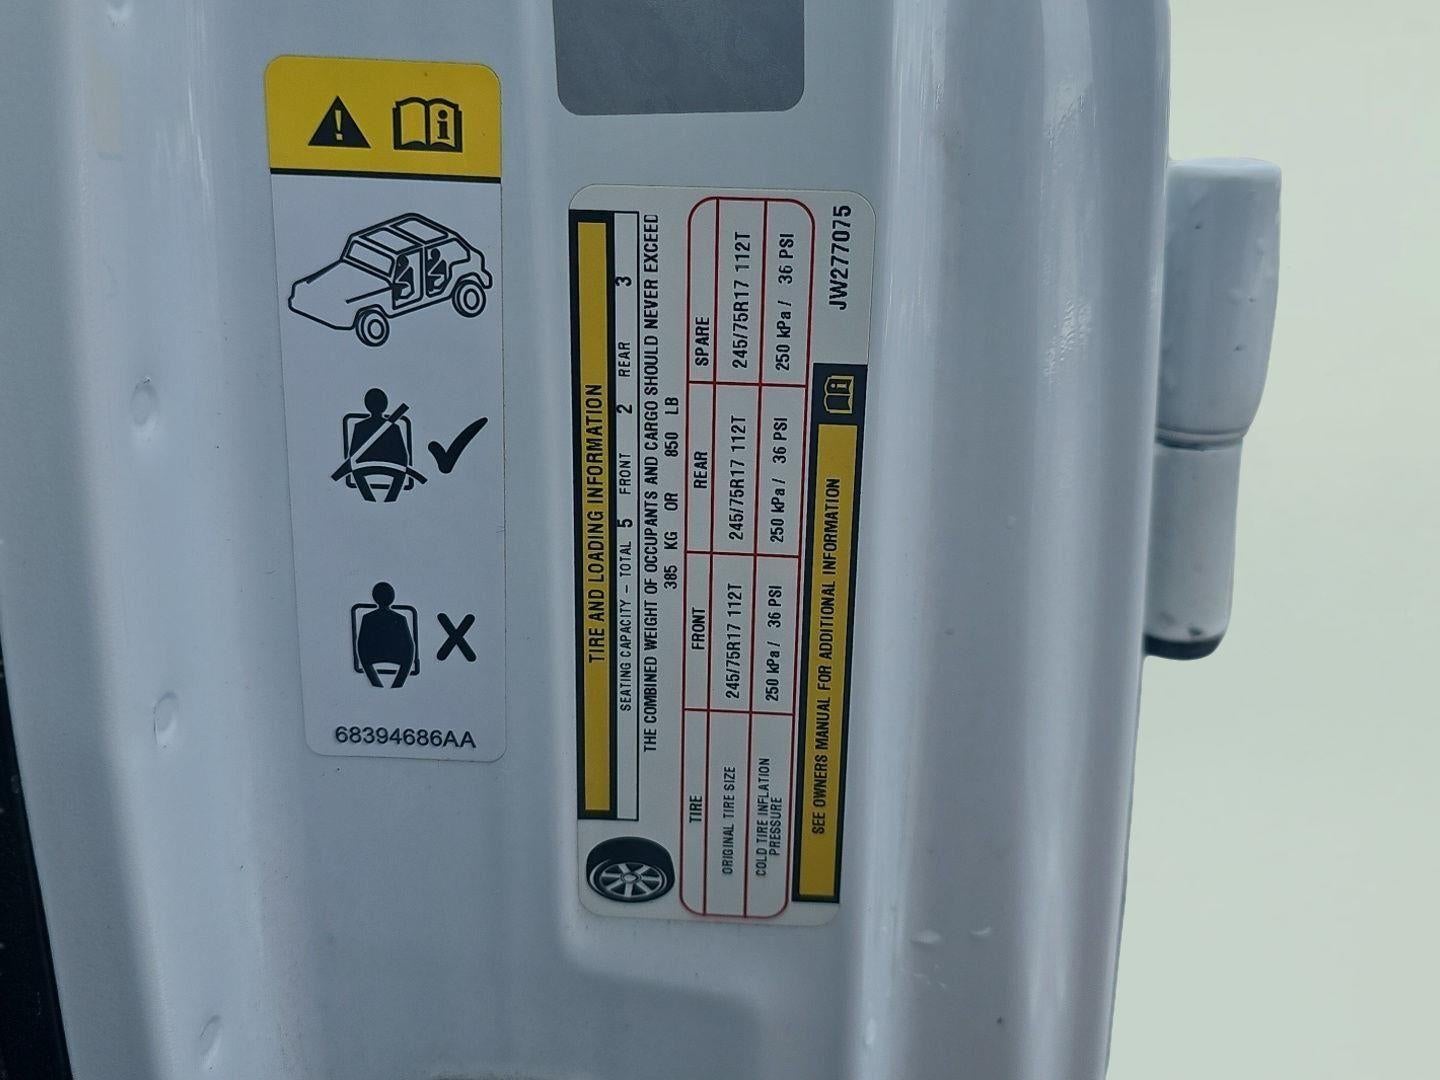 68394686AA
TIRE AND LOADING INFORMATION
SEATING CAPACITY – TOTAL 5 FRONT 2 REAR 3
THE COMBINED WEIGHT OF OCCUPANTS AND CARGO SHOULD NEVER EXCEED
385 KG OR 850 LB
TIRE FRONT REAR SPARE
ORIGINAL TIRE SIZE 245/75R17 112T 245/75R17 112T 245/75R17 112T
COLD TIRE INFLATION
PRESSURE 250 kPa / 36 PSI 250 kPa / 36 PSI 250 kPa / 36 PSI
SEE OWNERS MANUAL FOR ADDITIONAL INFORMATION
JW277075